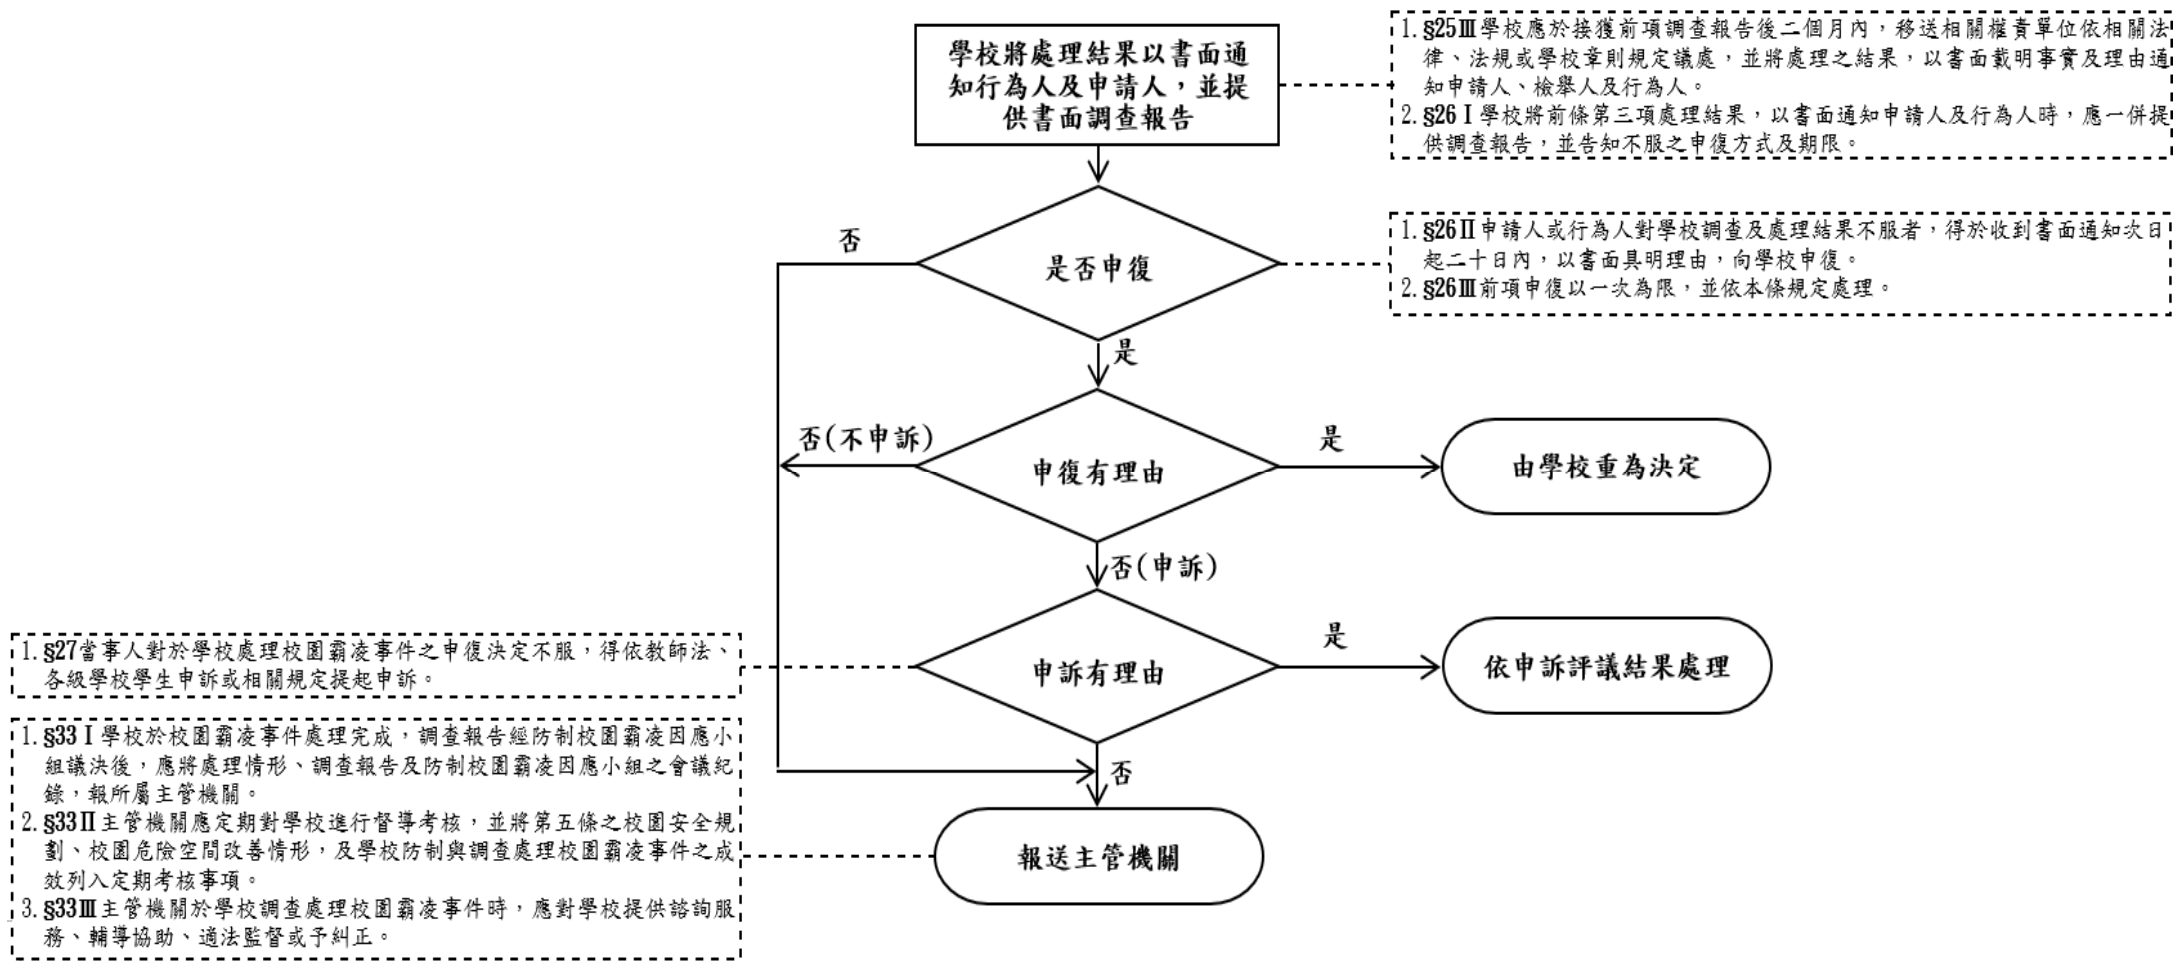 學校將處理結果以書面通
知行為人及申請人，並提
供書面調查報告
1. §25Ⅲ學校應於接獲前項調查報告後二個月內，移送相關權責單位依相關法
律、法規或學校章則規定議處，並將處理之結果，以書面載明事實及理由通
知申請人、檢舉人及行為人。
2. §26Ⅰ學校將前條第三項處理結果，以書面通知申請人及行為人時，應一併提
供調查報告，並告知不服之申復方式及期限。
否
是否申復
1. §26Ⅱ申請人或行為人對學校調查及處理結果不服者，得於收到書面通知次日
起二十日內，以書面具明理由，向學校申復。
2. §26Ⅲ前項申復以一次為限，並依本條規定處理。
是
否(不申訴)
申復有理由
是
由學校重為決定
否(申訴)
1. §27當事人對於學校處理校園霸凌事件之申復決定不服，得依教師法、
各級學校學生申訴或相關規定提起申訴。
申訴有理由
是
依申訴評議結果處理
1. §33Ⅰ學校於校園霸凌事件處理完成，調查報告經防制校園霸凌因應小
組議決後，應將處理情形、調查報告及防制校園霸凌因應小組之會議紀
錄，報所屬主管機關。
2. §33Ⅱ主管機關應定期對學校進行督導考核，並將第五條之校園安全規
劃、校園危險空間改善情形，及學校防制與調查處理校園霸凌事件之成
效列入定期考核事項。
3. §33Ⅲ主管機關於學校調查處理校園霸凌事件時，應對學校提供諮詢服
務、輔導協助、適法監督或予糾正。
否
報送主管機關